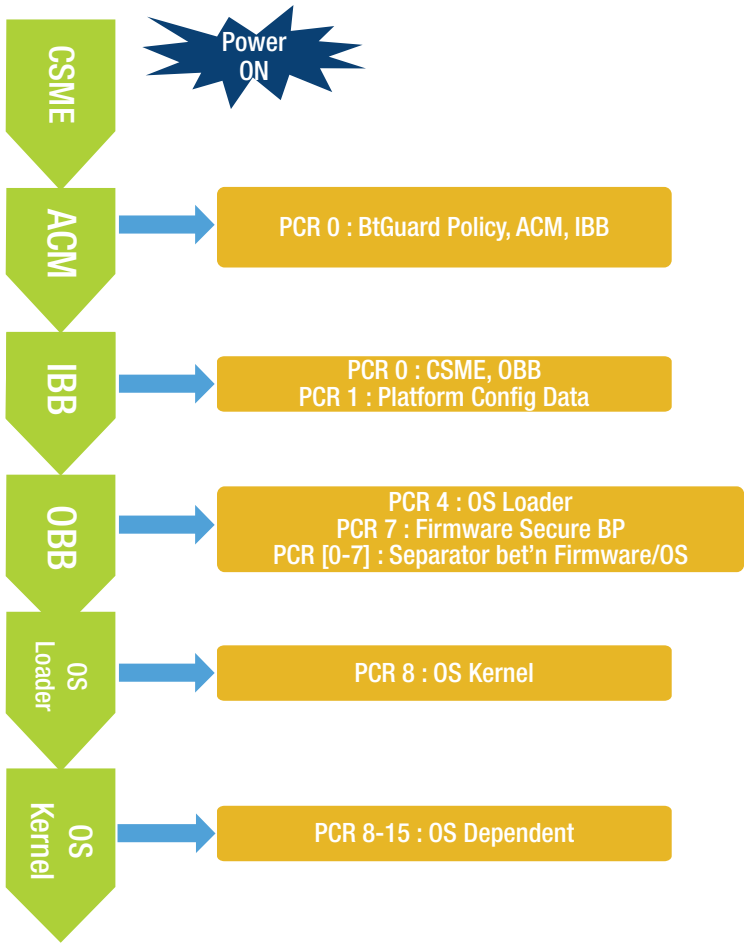 Power
ON
CSME
ACM
PCR 0 : BtGuard Policy, ACM, IBB
IBB
PCR 0 : CSME, OBB
PCR 1 : Platform Config Data
OBB
PCR 4 : OS Loader
PCR 7 : Firmware Secure BP
PCR [0-7] : Separator bet’n Firmware/OS
OS
Loader
PCR 8 : OS Kernel
OS
Kernel
PCR 8-15 : OS Dependent